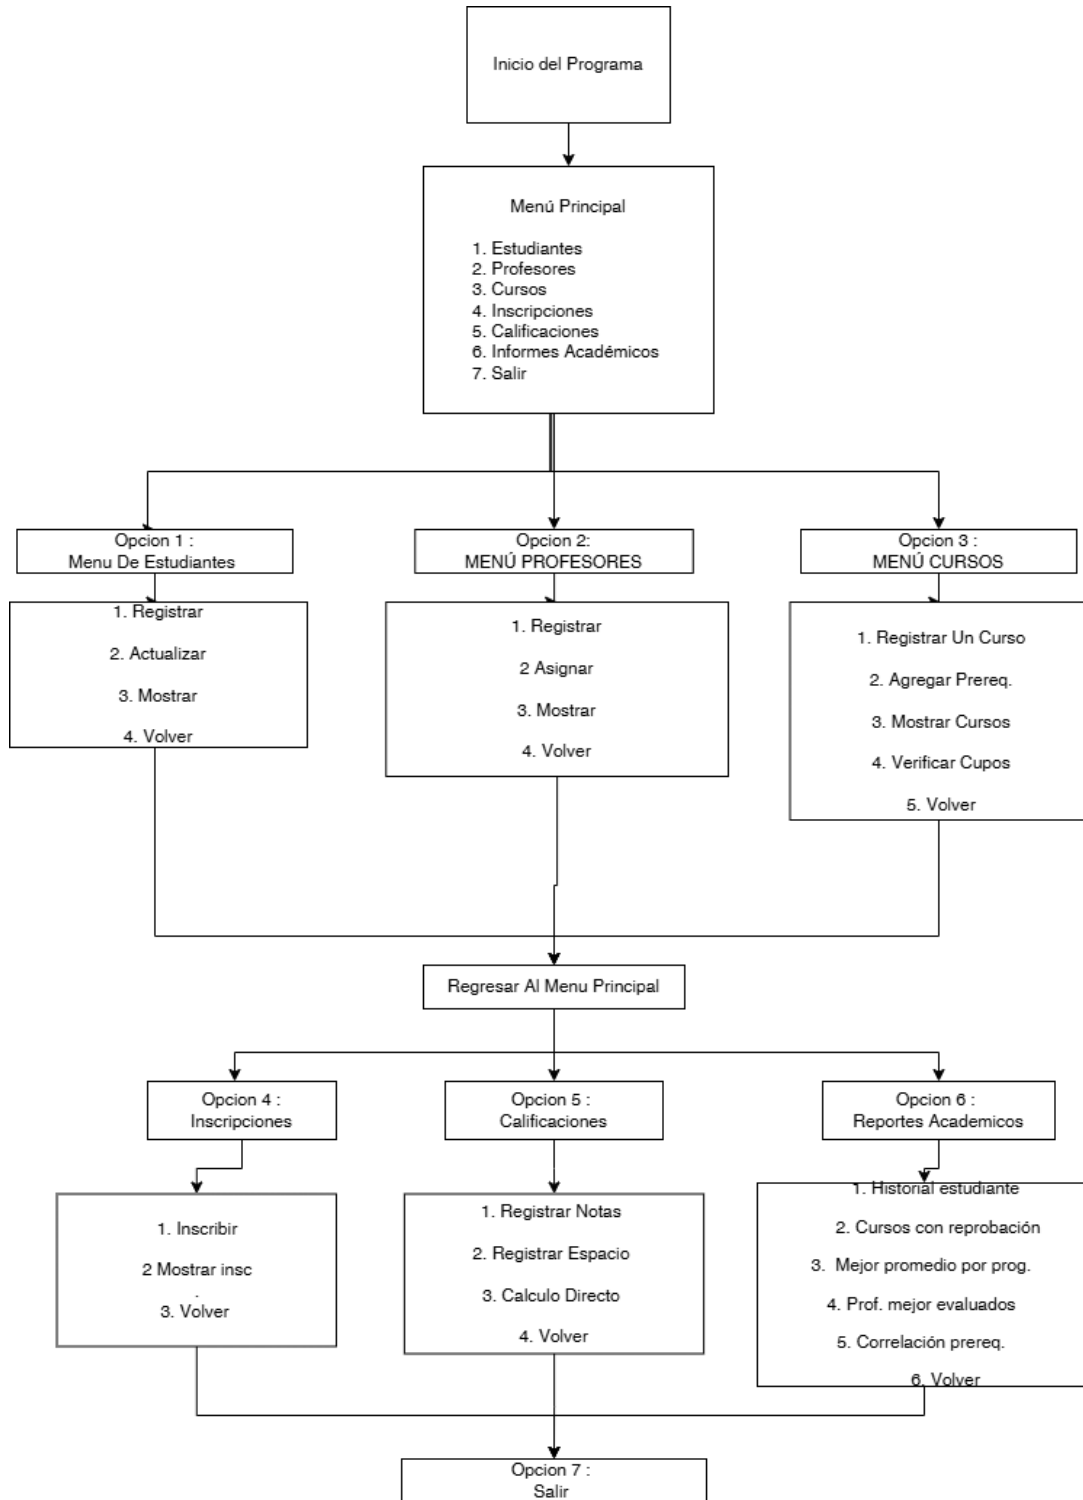 Inicio del Programa
Menú Principal
1. Estudiantes
2. Profesores
3. Cursos
4. Inscripciones
5. Calificaciones
6. Informes Académicos
7. Salir
Opcion 1 :
Menu De Estudiantes
1. Registrar
2. Actualizar
3. Mostrar
4. Volver
Opcion 2:
MENÚ PROFESORES
1. Registrar
2 Asignar
3. Mostrar
4. Volver
Opcion 3 :
MENÚ CURSOS
1. Registrar Un Curso
2. Agregar Prereq.
3. Mostrar Cursos
4. Verificar Cupos
5. Volver
Regresar Al Menu Principal
Opcion 4 :
Inscripciones
1. Inscribir
2 Mostrar insc
.
3. Volver
Opcion 5 :
Calificaciones
1. Registrar Notas
2. Registrar Espacio
3. Calculo Directo
4. Volver
Opcion 6 :
Reportes Academicos
1. Historial estudiante
2. Cursos con reprobación
3. Mejor promedio por prog.
4. Prof. mejor evaluados
5. Correlación prereq.
6. Volver
Opcion 7 :
Salir